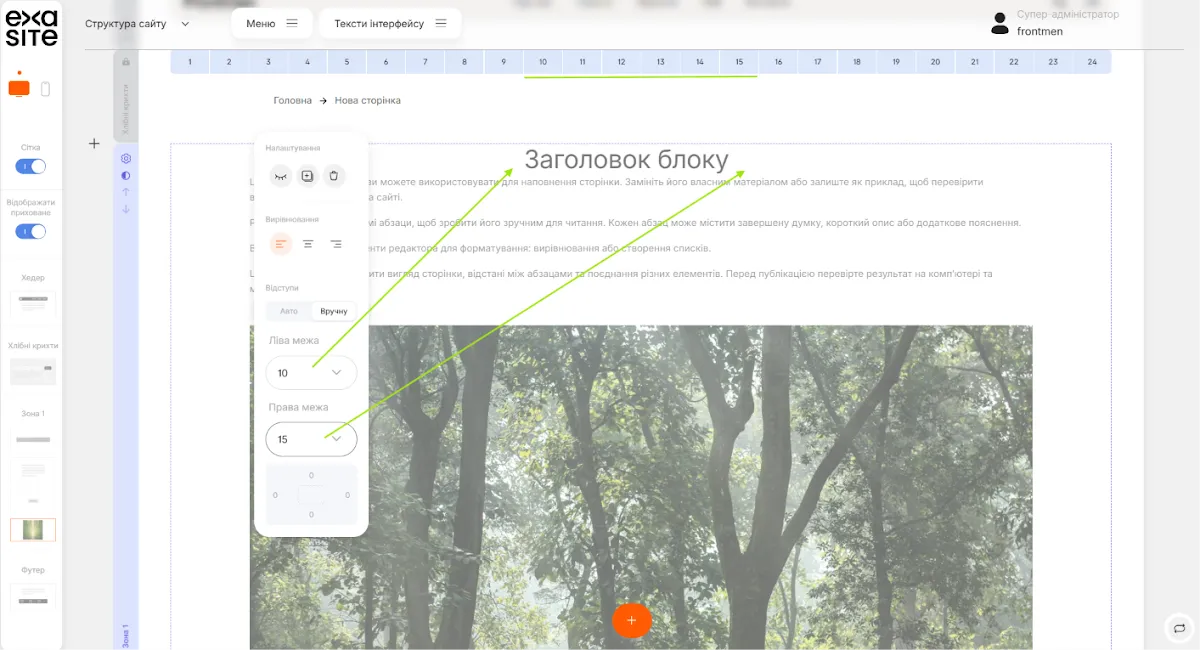 exa
site
Структура сайту
Меню
Тексти інтерфейсу
Супер-адміністратор
frontmen
1 2 3 4 5 6 7 8 9 10 11 12 13 14 15 16 17 18 19 20 21 22 23 24
Головна → Нова сторінка
Хлібні крихти
Сітка
Відображати
приховане
Хедер
Хлібні крихти
Зона 1
Футер
Зона 1
Налаштування
Вирівнювання
Відступи
Авто
Вручну
Ліва межа
10
Права межа
15
0
0
0
0
Заголовок блоку
ви можете використовувати для наповнення сторінки. Замініть його власним матеріалом або залиште як приклад, щоб перевірити
а сайті.
мі абзаци, щоб зробити його зручним для читання. Кожен абзац може містити завершену думку, короткий опис або додаткове пояснення.
енти редактора для форматування: вирівнювання або створення списків.
ити вигляд сторінки, відстані між абзацами та поєднання різних елементів. Перед публікацією перевірте результат на комп'ютері та